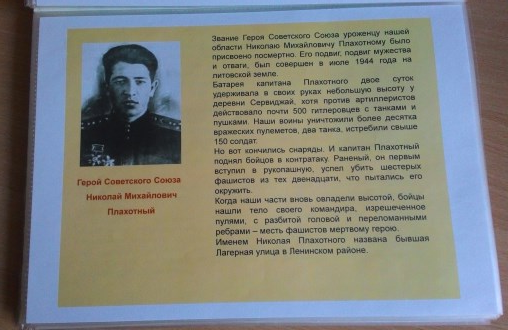 Звание Героя Советского Союза уроженцу нашей
области Николаю Михайловичу Плахотному было
присвоено посмертно. Его подвиг, подвиг мужества
и отваги, был совершен в июле 1944 года на
литовской земле.
Батарея капитана Плахотного двое суток
удерживала в своих руках небольшую высоту у
деревни Сервиджай, хотя против артиллеристов
действовало почти 500 гитлеровцев с танками и
пушками. Наши воины уничтожили более десятка
вражеских пулеметов, два танка, истребили свыше
150 солдат.
Но вот кончились снаряды. И капитан Плахотный
поднял бойцов в контратаку. Раненый, он первым
вступил в рукопашную, успел убить шестерых
фашистов из тех двенадцати, что пытались его
окружить.
Когда наши части вновь овладели высотой, бойцы
нашли тело своего командира, изрешеченное
пулями, с разбитой головой и переломанными
ребрами – месть фашистов мертвому герою.
Именем Николая Плахотного названа бывшая
Лагерная улица в Ленинском районе.
Герой Советского Союза
Николай Михайлович
Плахотный